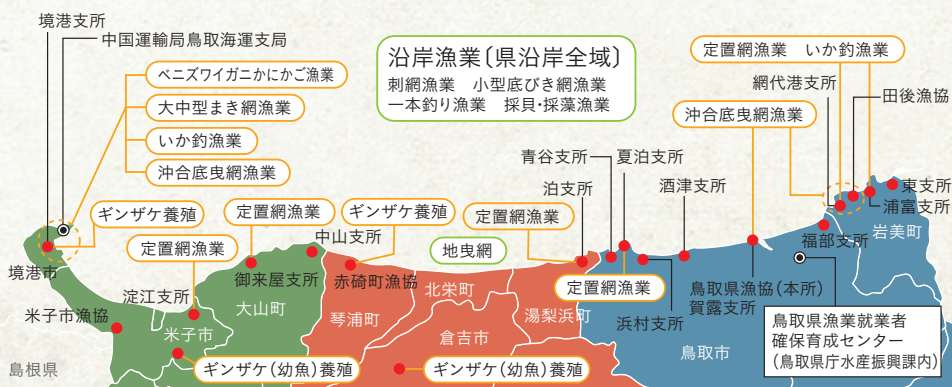 境港支所
中国運輸局鳥取海運支局
ベニズワイガニかにかご漁業
大中型まき網漁業
いか釣漁業
沖合底曳網漁業
沿岸漁業〔県沿岸全域〕
刺網漁業 小型底びき網漁業
一本釣り漁業 採貝・採藻漁業
定置網漁業 いか釣漁業
網代港支所
田後漁協
沖合底曳網漁業
青谷支所
夏泊支所
泊支所
酒津支所
東支所
浦富支所
岩美町
福部支所
ギンザケ養殖
定置網漁業
ギンザケ養殖
定置網漁業
中山支所
地曳網
定置網漁業
境港市
御来屋支所
赤碕町漁協
北栄町
定置網漁業
鳥取県漁協(本所)
賀露支所
淀江支所
大山町
琴浦町
湯梨浜町
浜村支所
米子市漁協
米子市
倉吉市
鳥取市
鳥取県漁業就業者
確保育成センター
(鳥取県庁水産振興課内)
島根県
ギンザケ(幼魚)養殖
ギンザケ(幼魚)養殖